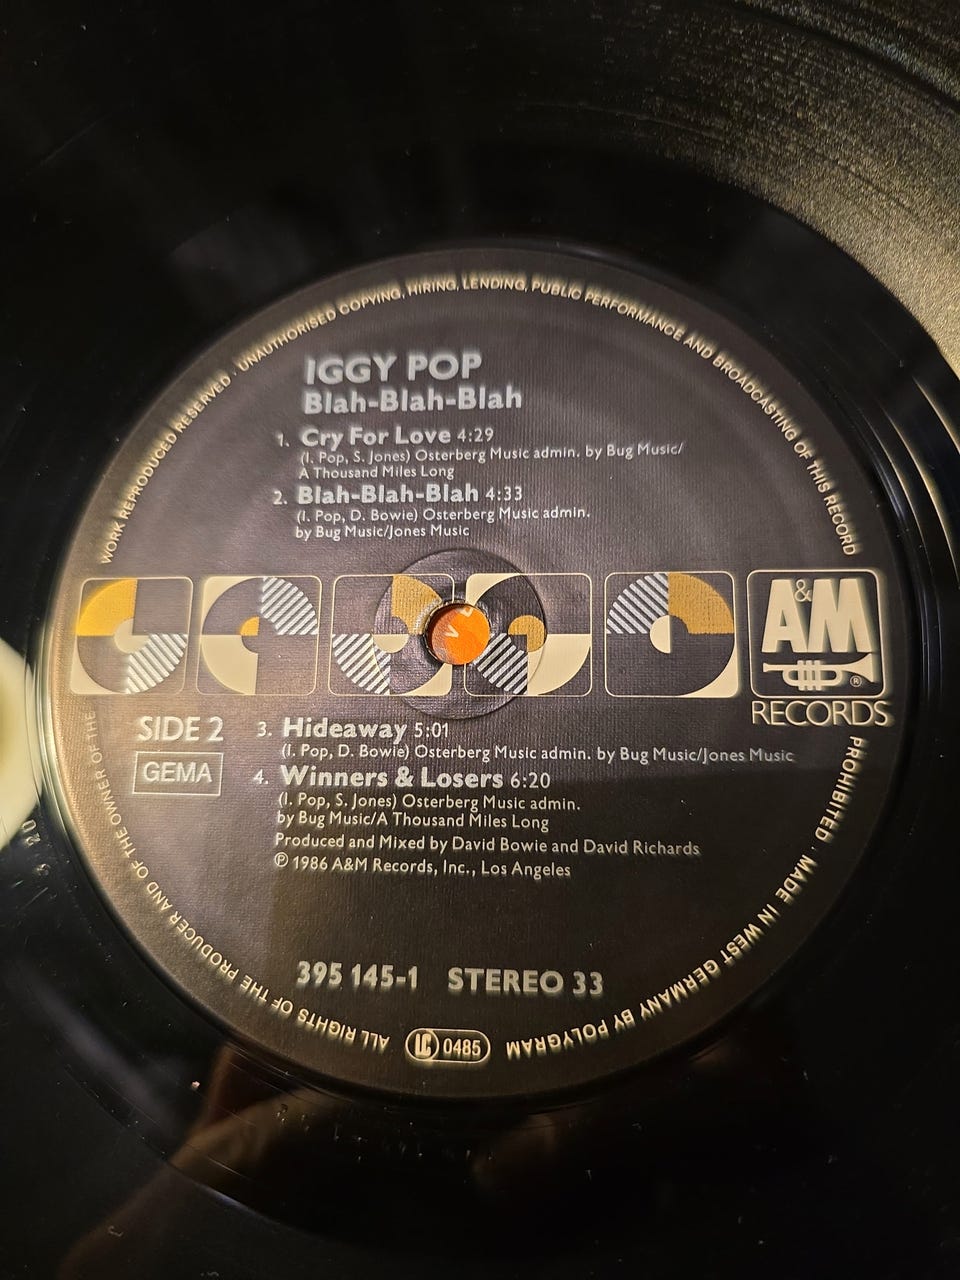 WORK REPRODUCED RESERVED · UNAUTHORISED COPYING, HIRING, LENDING, PUBLIC PERFORMANCE AND BROADCASTING OF THIS RECORD
IGGY POP
Blah-Blah-Blah
1. Cry For Love 4:29
(I. Pop, S. Jones) Osterberg Music admin. by Bug Music/
A Thousand Miles Long
2. Blah-Blah-Blah 4:33
(I. Pop, D. Bowie) Osterberg Music admin.
by Bug Music/Jones Music
A&M
®
RECORDS
SIDE 2
GEMA
3. Hideaway 5:01
(I. Pop, D. Bowie) Osterberg Music admin. by Bug Music/Jones Music
4. Winners & Losers 6:20
(I. Pop, S. Jones) Osterberg Music admin.
by Bug Music/A Thousand Miles Long
Produced and Mixed by David Bowie and David Richards
℗ 1986 A&M Records, Inc., Los Angeles
395 145-1 STEREO 33
PROHIBITED · MADE IN WEST GERMANY BY POLYGRAM
LC 0485
ALL RIGHTS OF THE PRODUCER AND OF THE OWNER OF THE